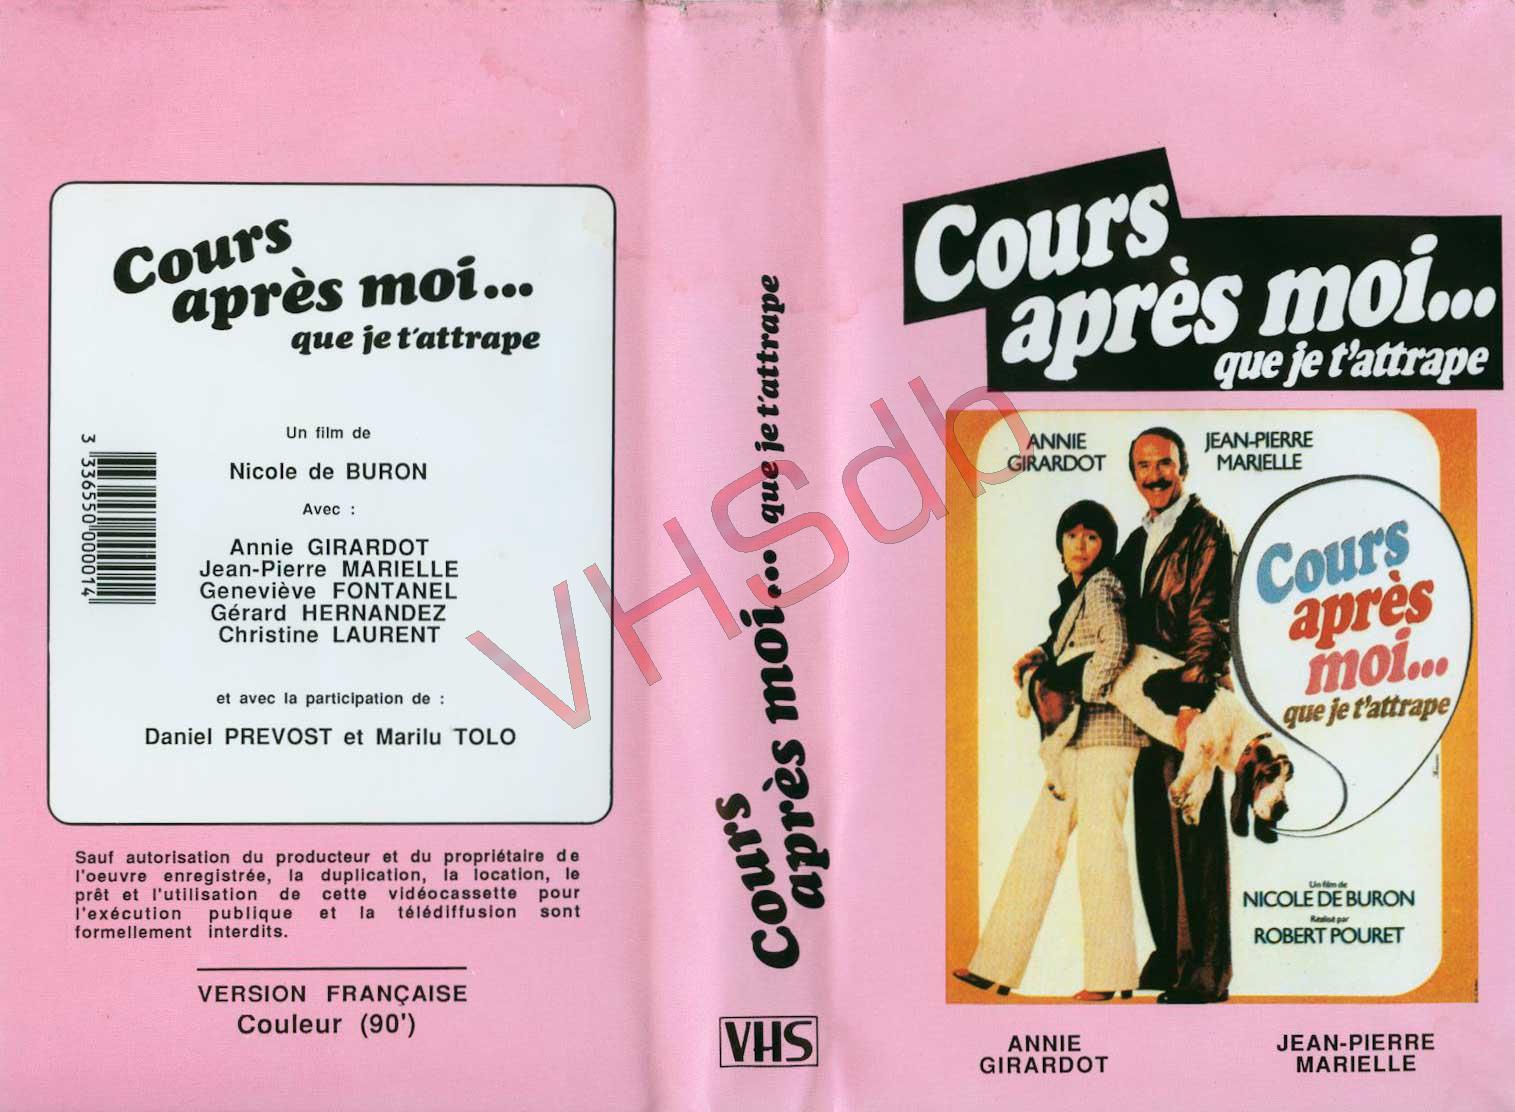 Cours
après moi...
que je t'attrape
Un film de
Nicole de BURON
Avec :
Annie GIRARDOT
Jean-Pierre MARIELLE
Geneviève FONTANEL
Gérard HERNANDEZ
Christine LAURENT
et avec la participation de :
Daniel PREVOST et Marilu TOLO
3 336550 000014
Sauf autorisation du producteur et du propriétaire de
l'oeuvre enregistrée, la duplication, la location, le
prêt et l'utilisation de cette vidéocassette pour
l'exécution publique et la télédiffusion sont
formellement interdits.
VERSION FRANÇAISE
Couleur (90')
Cours
après moi... que je t'attrape
VHS
VHSdb
Cours
après moi...
que je t'attrape
ANNIE
GIRARDOT
JEAN-PIERRE
MARIELLE
Cours
après
moi...
que je t'attrape
Un film de
NICOLE DE BURON
Réalisé par
ROBERT POURET
ANNIE
GIRARDOT
JEAN-PIERRE
MARIELLE